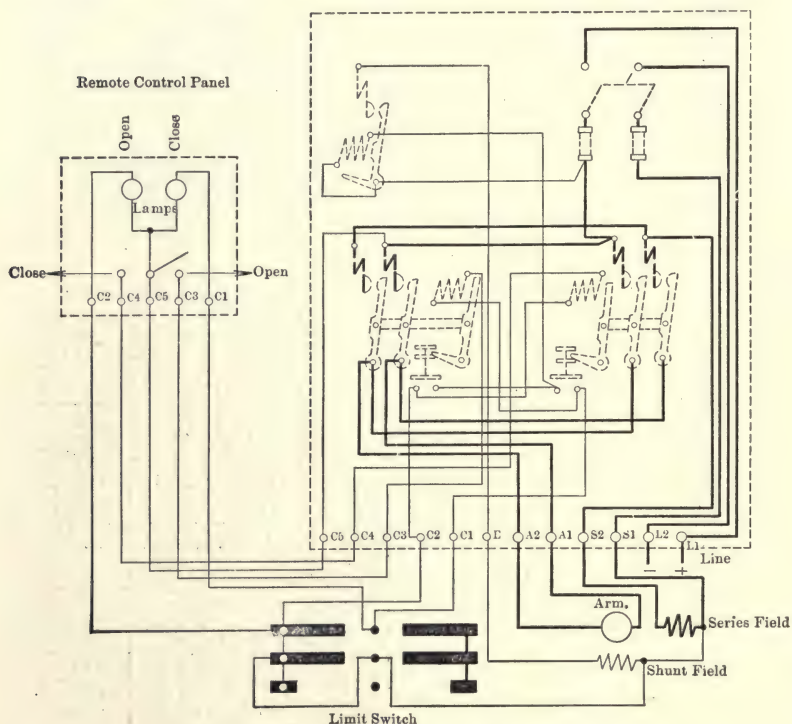 Remote Control Panel
Open
Close
Lamps
Close
Open
C2 C4 C5 C3 C1
C5 C4 C3 C2 C1 E A2 A1 S2 S1 L2 L1
Line
− +
Arm.
Series Field
Shunt Field
Limit Switch